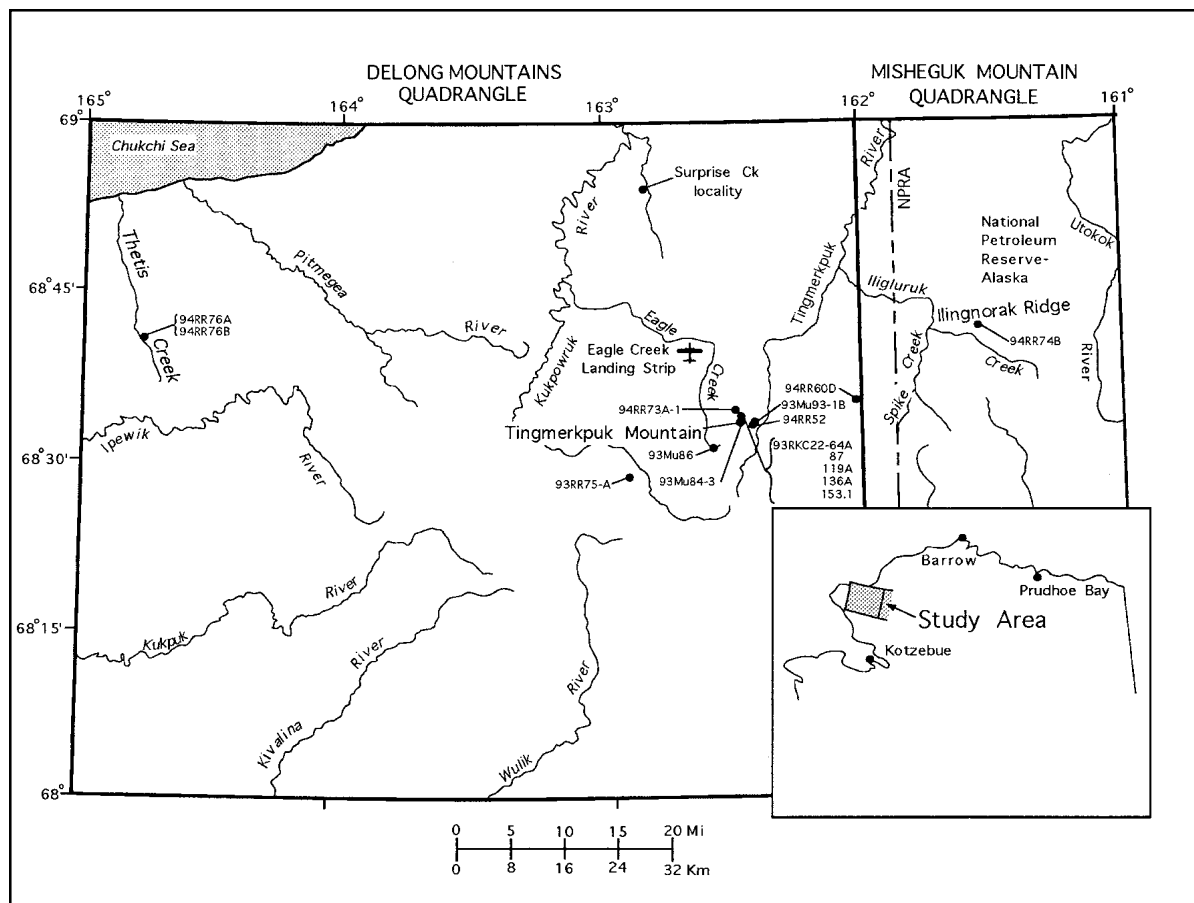 DELONG MOUNTAINS
QUADRANGLE
MISHEGUK MOUNTAIN
QUADRANGLE
165°
164°
163°
162°
161°
69°
Chukchi Sea
Surprise Ck
locality
River
River
NPRA
National
Petroleum
Reserve-
Alaska
Utokok
River
Thetis
Creek
Pitmegea
River
68°45'
94RR76A
94RR76B
Kukpowruk
Eagle
Creek
Eagle Creek
Landing Strip
Tingmerkpuk
Iligluruk
Creek
Ilingnorak Ridge
94RR74B
Spike
Creek
94RR60D
94RR73A-1
93Mu93-1B
Tingmerkpuk Mountain
94RR52
93RKC22-64A
87
119A
136A
153.1
93Mu86
93RR75-A
93Mu84-3
Ipewik
River
68°30'
68°15'
Kukpuk
River
Kivalina
River
Wulik
River
68°
Barrow
Prudhoe Bay
Study Area
Kotzebue
0 5 10 15 20 Mi
0 8 16 24 32 Km